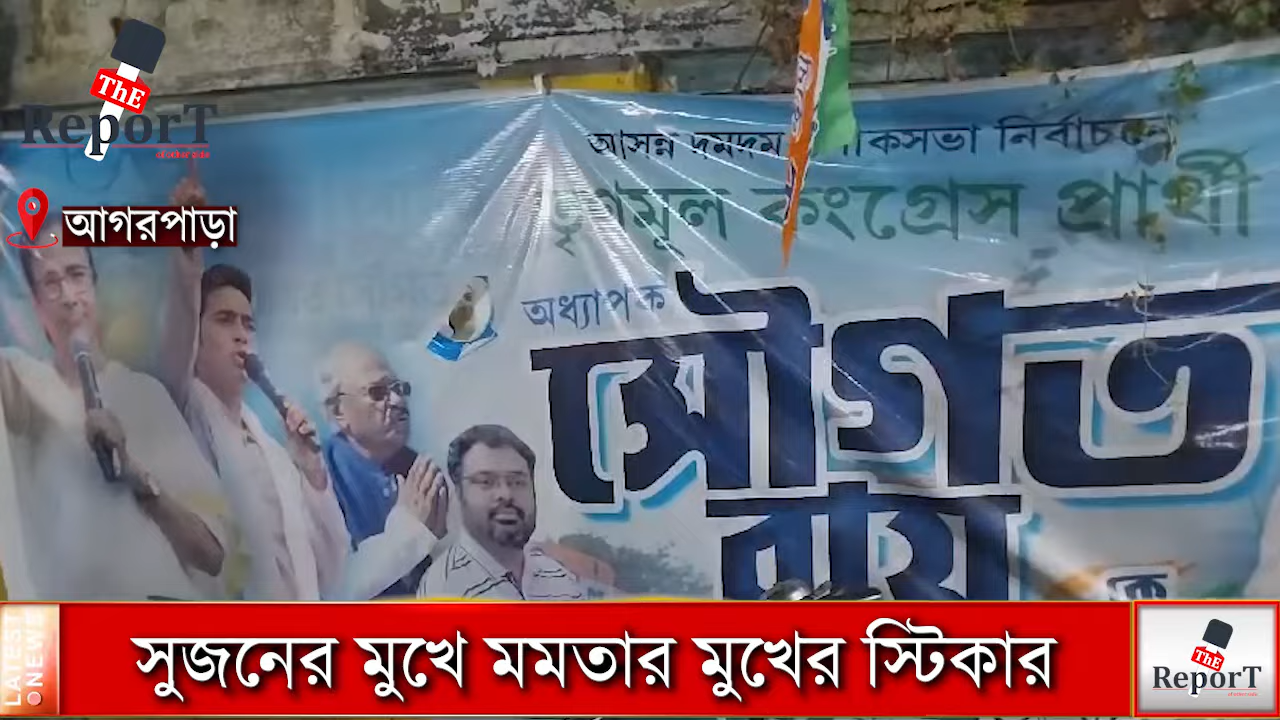 ThE
ReporT
আগরপাড়া
আসন্ন দমদম লোকসভা নির্বাচনে
তৃণমূল কংগ্রেস প্রার্থী
অধ্যাপক
সৌগত
রায়
কে
LATEST
NEWS
সুজনের মুখে মমতার মুখের স্টিকার
ThE
ReporT